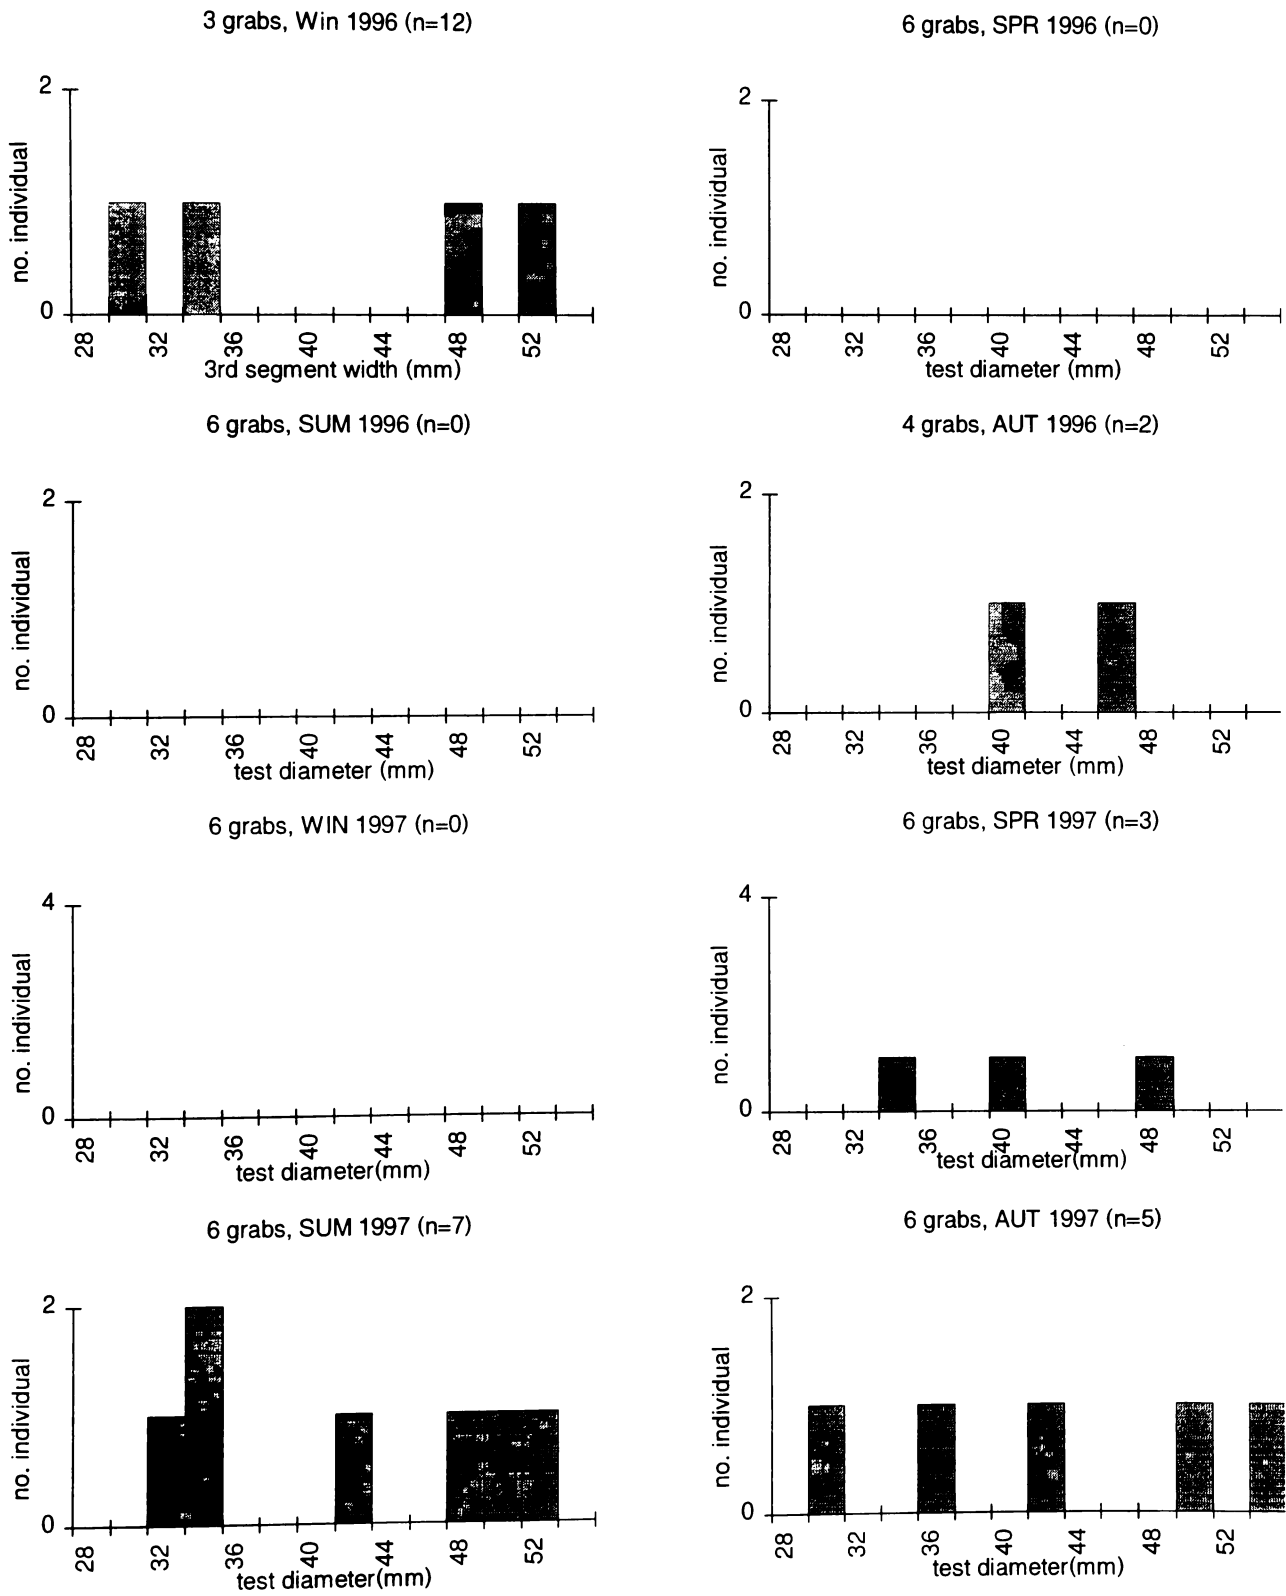 3 grabs, Win 1996 (n=12)
2
no. individual
0
28 32 36 40 44 48 52
3rd segment width (mm)
6 grabs, SPR 1996 (n=0)
2
no. individual
0
28 32 36 40 44 48 52
test diameter (mm)
6 grabs, SUM 1996 (n=0)
2
no. individual
0
28 32 36 40 44 48 52
test diameter (mm)
4 grabs, AUT 1996 (n=2)
2
no. individual
0
28 32 36 40 44 48 52
test diameter (mm)
6 grabs, WIN 1997 (n=0)
4
no. individual
0
28 32 36 40 44 48 52
test diameter(mm)
6 grabs, SPR 1997 (n=3)
4
no. individual
0
28 32 36 40 44 48 52
test diameter(mm)
6 grabs, SUM 1997 (n=7)
2
no. individual
0
28 32 36 40 44 48 52
test diameter(mm)
6 grabs, AUT 1997 (n=5)
2
no. individual
0
28 32 36 40 44 48 52
test diameter(mm)